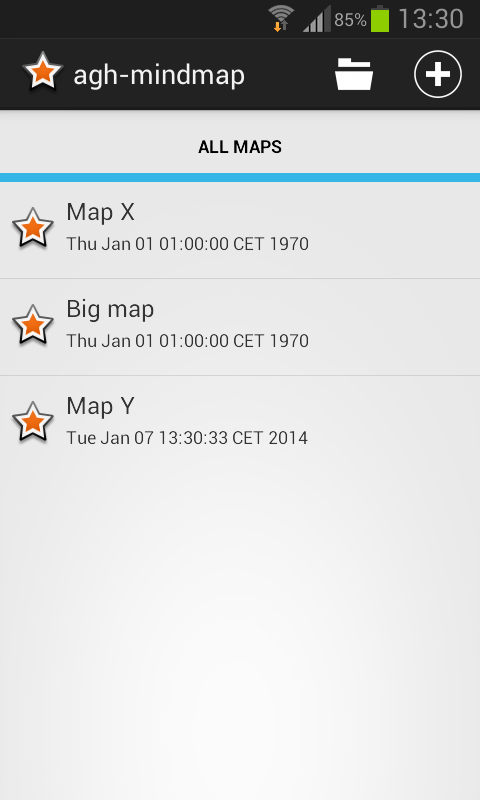 85% 13:30
agh-mindmap
ALL MAPS
Map X
Thu Jan 01 01:00:00 CET 1970
Big map
Thu Jan 01 01:00:00 CET 1970
Map Y
Tue Jan 07 13:30:33 CET 2014